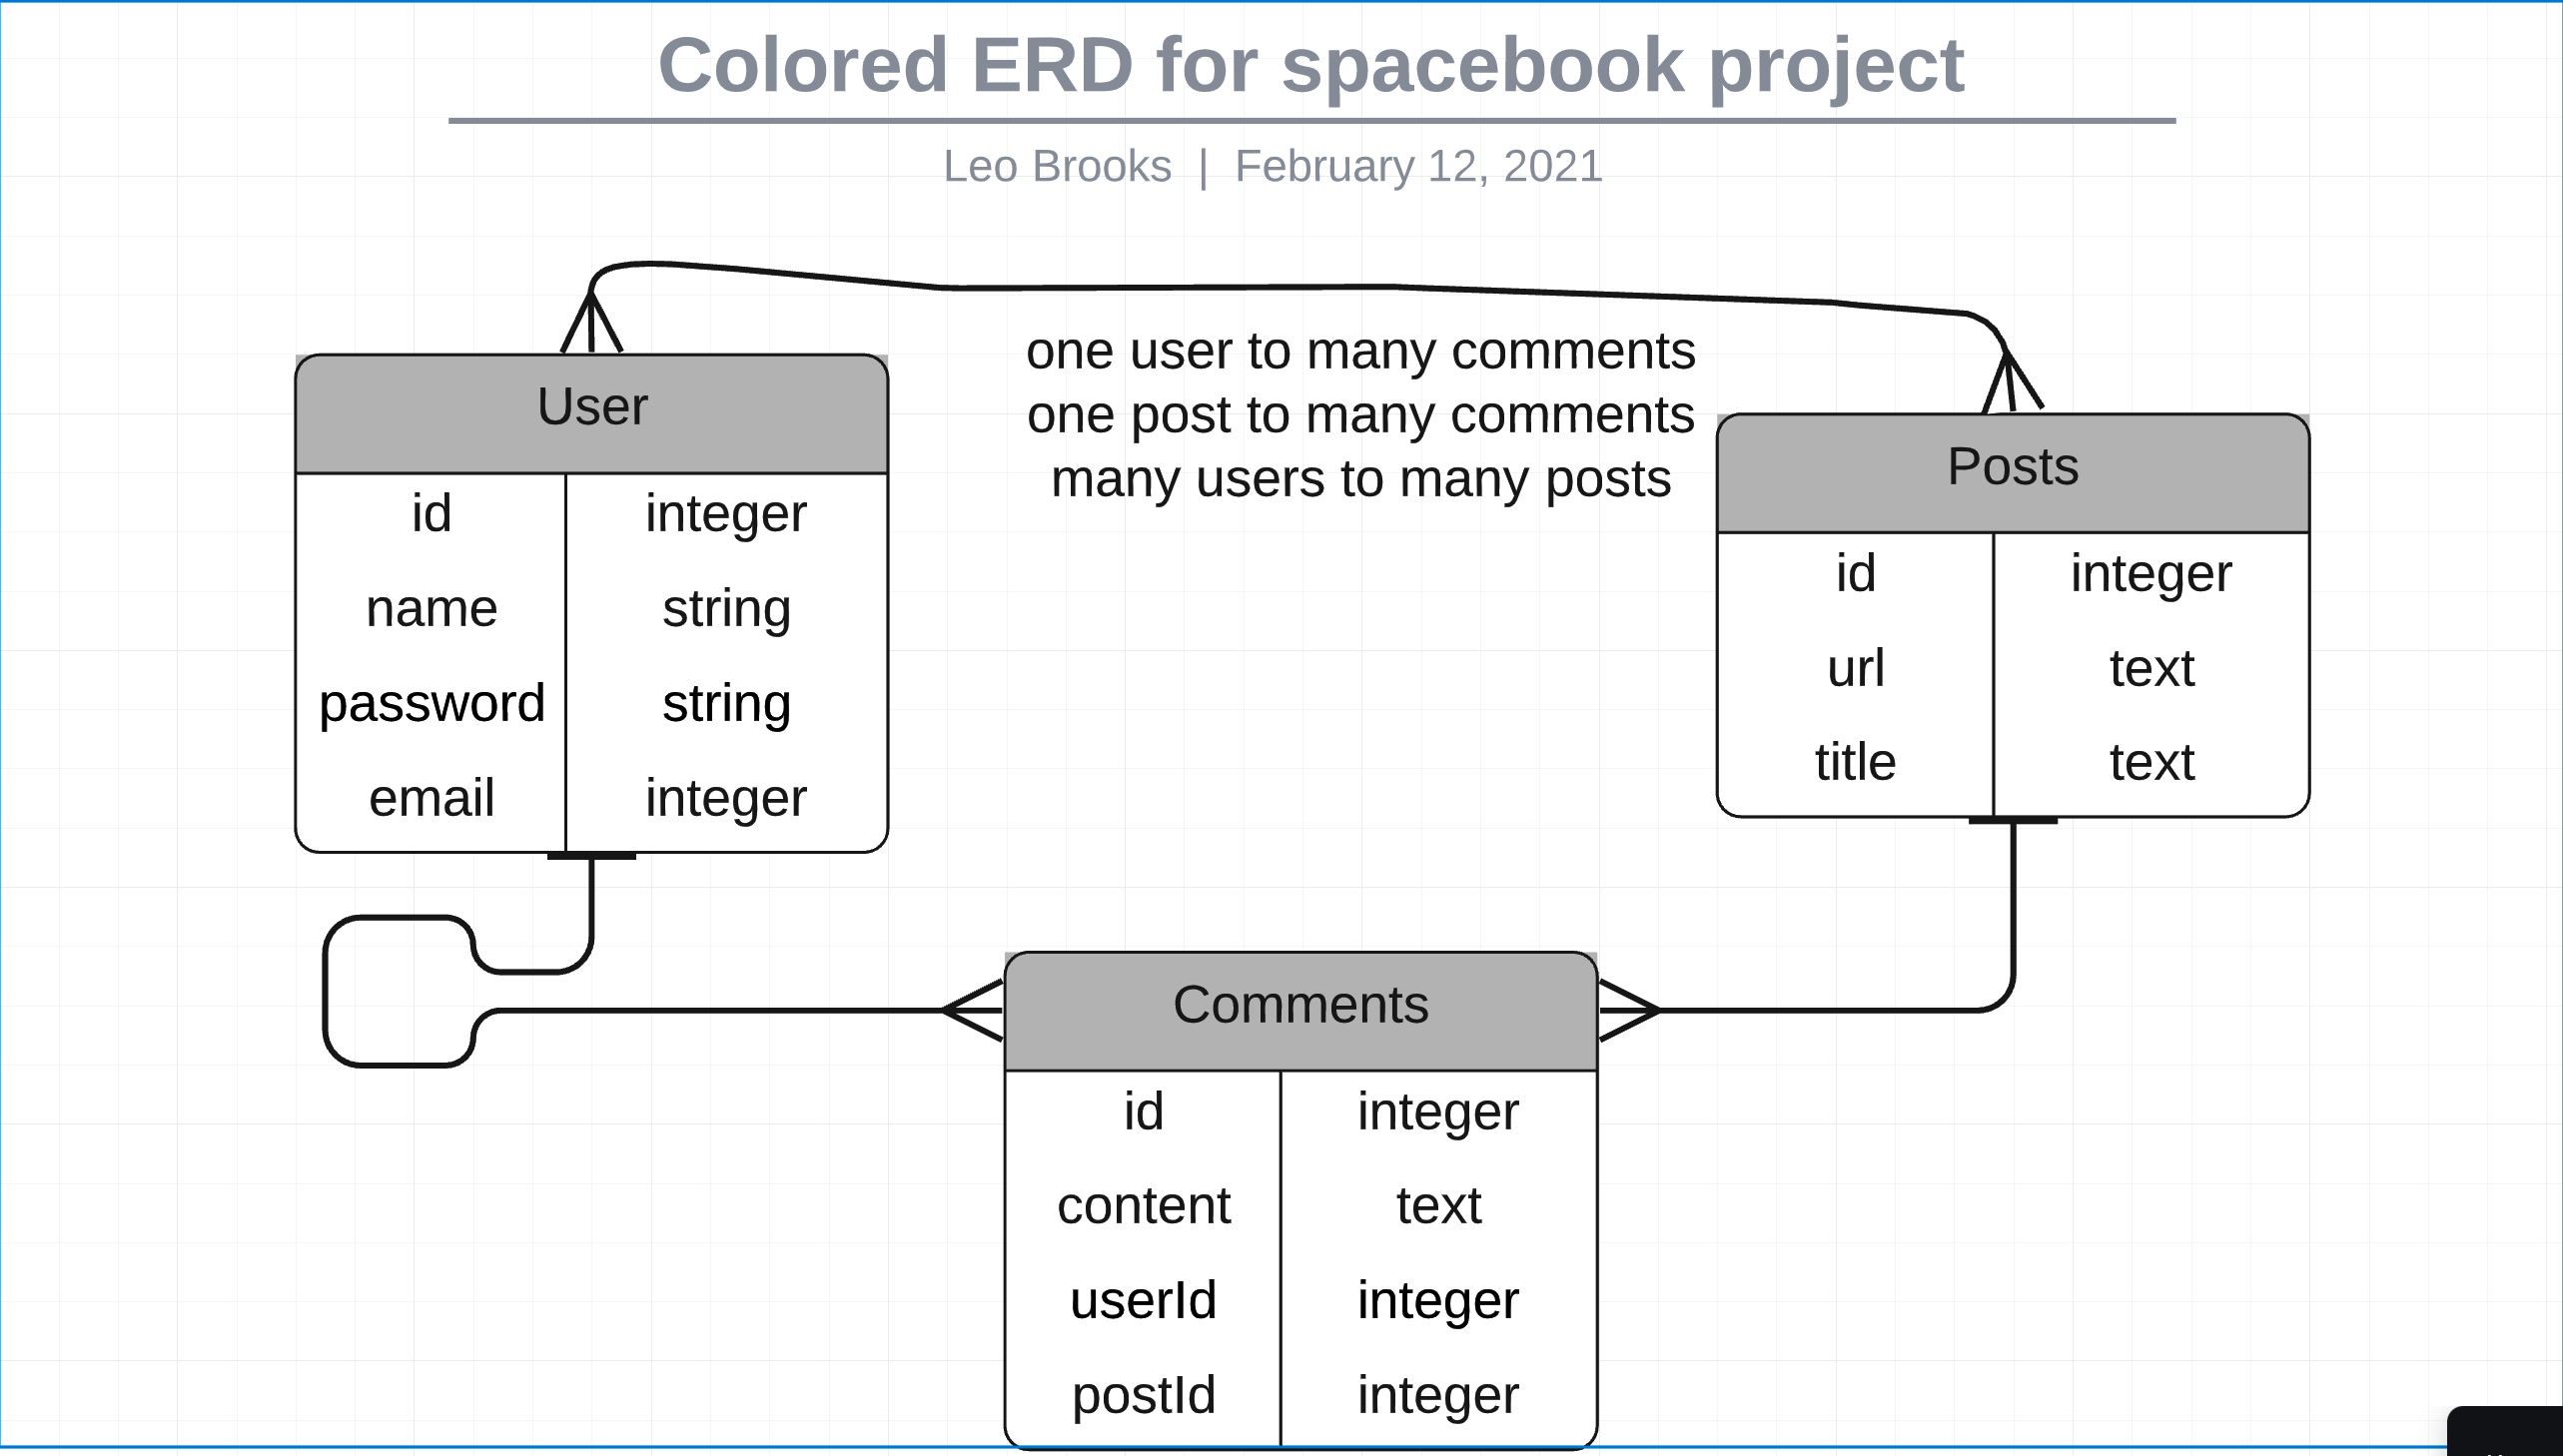 Colored ERD for spacebook project
Leo Brooks | February 12, 2021
one user to many comments
one post to many comments
many users to many posts
User
id integer
name string
password string
email integer
Posts
id integer
url text
title text
Comments
id integer
content text
userId integer
postId integer